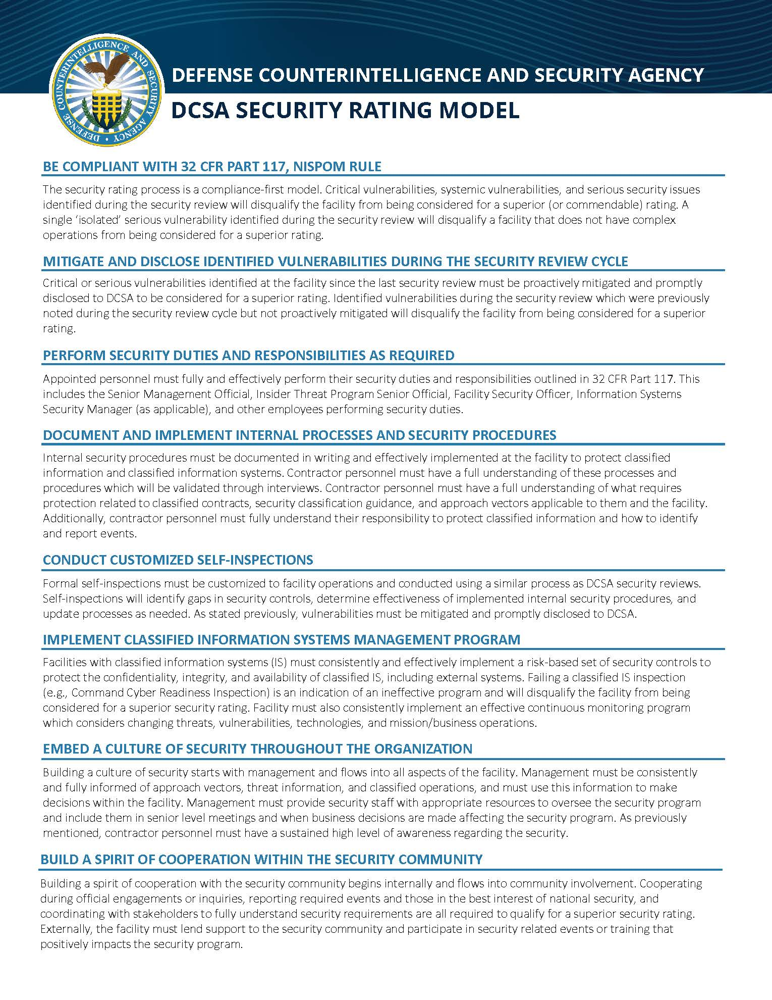 DEFENSE COUNTERINTELLIGENCE AND SECURITY AGENCY
DEFENSE COUNTERINTELLIGENCE AND SECURITY AGENCY
DCSA SECURITY RATING MODEL
BE COMPLIANT WITH 32 CFR PART 117, NISPOM RULE
The security rating process is a compliance-first model. Critical vulnerabilities, systemic vulnerabilities, and serious security issues
identified during the security review will disqualify the facility from being considered for a superior (or commendable) rating. A
single ‘isolated’ serious vulnerability identified during the security review will disqualify a facility that does not have complex
operations from being considered for a superior rating.
MITIGATE AND DISCLOSE IDENTIFIED VULNERABILITIES DURING THE SECURITY REVIEW CYCLE
Critical or serious vulnerabilities identified at the facility since the last security review must be proactively mitigated and promptly
disclosed to DCSA to be considered for a superior rating. Identified vulnerabilities during the security review which were previously
noted during the security review cycle but not proactively mitigated will disqualify the facility from being considered for a superior
rating.
PERFORM SECURITY DUTIES AND RESPONSIBILITIES AS REQUIRED
Appointed personnel must fully and effectively perform their security duties and responsibilities outlined in 32 CFR Part 117. This
includes the Senior Management Official, Insider Threat Program Senior Official, Facility Security Officer, Information Systems
Security Manager (as applicable), and other employees performing security duties.
DOCUMENT AND IMPLEMENT INTERNAL PROCESSES AND SECURITY PROCEDURES
Internal security procedures must be documented in writing and effectively implemented at the facility to protect classified
information and classified information systems. Contractor personnel must have a full understanding of these processes and
procedures which will be validated through interviews. Contractor personnel must have a full understanding of what requires
protection related to classified contracts, security classification guidance, and approach vectors applicable to them and the facility.
Additionally, contractor personnel must fully understand their responsibility to protect classified information and how to identify
and report events.
CONDUCT CUSTOMIZED SELF-INSPECTIONS
Formal self-inspections must be customized to facility operations and conducted using a similar process as DCSA security reviews.
Self-inspections will identify gaps in security controls, determine effectiveness of implemented internal security procedures, and
update processes as needed. As stated previously, vulnerabilities must be mitigated and promptly disclosed to DCSA.
IMPLEMENT CLASSIFIED INFORMATION SYSTEMS MANAGEMENT PROGRAM
Facilities with classified information systems (IS) must consistently and effectively implement a risk-based set of security controls to
protect the confidentiality, integrity, and availability of classified IS, including external systems. Failing a classified IS inspection
(e.g., Command Cyber Readiness Inspection) is an indication of an ineffective program and will disqualify the facility from being
considered for a superior security rating. Facility must also consistently implement an effective continuous monitoring program
which considers changing threats, vulnerabilities, technologies, and mission/business operations.
EMBED A CULTURE OF SECURITY THROUGHOUT THE ORGANIZATION
Building a culture of security starts with management and flows into all aspects of the facility. Management must be consistently
and fully informed of approach vectors, threat information, and classified operations, and must use this information to make
decisions within the facility. Management must provide security staff with appropriate resources to oversee the security program
and include them in senior level meetings and when business decisions are made affecting the security program. As previously
mentioned, contractor personnel must have a sustained high level of awareness regarding the security.
BUILD A SPIRIT OF COOPERATION WITHIN THE SECURITY COMMUNITY
Building a spirit of cooperation with the security community begins internally and flows into community involvement. Cooperating
during official engagements or inquiries, reporting required events and those in the best interest of national security, and
coordinating with stakeholders to fully understand security requirements are all required to qualify for a superior security rating.
Externally, the facility must lend support to the security community and participate in security related events or training that
positively impacts the security program.